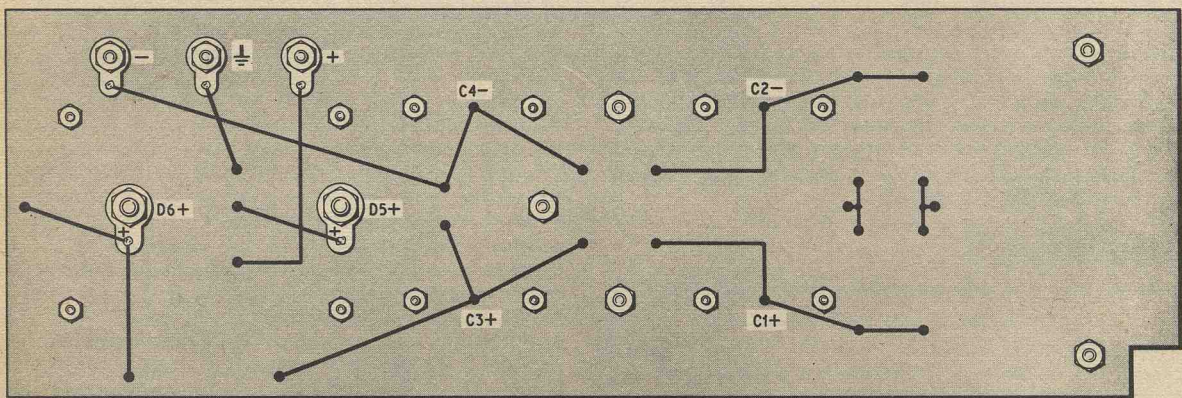 - ⏚ +
C4-
C2-
D6+
D5+
+
+
C3+
C1+